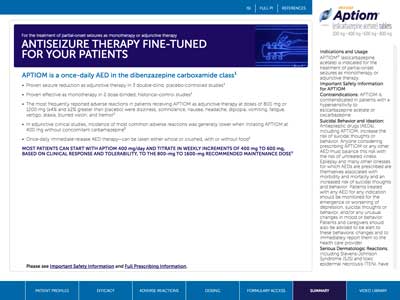 ISI
FULL PI
REFERENCES
Aptiom
(eslicarbazepine acetate) tablets
200 mg • 400 mg • 600 mg • 800 mg
For the treatment of partial-onset seizures as monotherapy or adjunctive therapy
ANTISEIZURE THERAPY FINE-TUNED
FOR YOUR PATIENTS
APTIOM is a once-daily AED in the dibenzazepine carboxamide class¹
• Proven seizure reduction as adjunctive therapy in 3 double-blind, placebo-controlled studies¹
• Proven effective as monotherapy in 2 dose-blinded, historical-control studies¹
• The most frequently reported adverse reactions in patients receiving APTIOM as adjunctive therapy at doses of 800 mg or
1200 mg (≥4% and ≥2% greater than placebo) were dizziness, somnolence, nausea, headache, diplopia, vomiting, fatigue,
vertigo, ataxia, blurred vision, and tremor¹
• In adjunctive clinical studies, incidence of most common adverse reactions was generally lower when initiating APTIOM at
400 mg without concomitant carbamazepine
• Once-daily immediate-release AED therapy—can be taken either whole or crushed, with or without food¹
MOST PATIENTS CAN START WITH APTIOM 400 mg/day AND TITRATE IN WEEKLY INCREMENTS OF 400 mg TO 600 mg,
BASED ON CLINICAL RESPONSE AND TOLERABILITY, TO THE 800-mg TO 1600-mg RECOMMENDED MAINTENANCE DOSE¹
Please see Important Safety Information and Full Prescribing Information.
Indications and Usage
APTIOM® (eslicarbazepine
acetate) is indicated for the
treatment of partial-onset
seizures as monotherapy or
adjunctive therapy.
Important Safety Information
for APTIOM
Contraindications: APTIOM is
contraindicated in patients
with a hypersensitivity to
eslicarbazepine acetate or
oxcarbazepine.
Suicidal Behavior and Ideation:
Antiepileptic drugs (AEDs),
including APTIOM, increase the
risk of suicidal thoughts or
behavior. Anyone considering
prescribing APTIOM or any other
AED must balance this risk with
the risk of untreated illness.
Epilepsy and many other illnesses
for which AEDs are prescribed are
themselves associated with
morbidity and mortality and an
increased risk of suicidal thoughts
and behavior. Patients treated
with any AED for any indication
should be monitored for the
emergence or worsening of
depression, suicidal thoughts or
behavior, and/or any unusual
changes in mood or behavior.
Patients and caregivers should
also be advised to be alert to
these behavioral changes and to
immediately report them to the
health care provider.
Serious Dermatologic Reactions,
including Stevens-Johnson
Syndrome (SJS) and toxic
epidermal necrolysis (TEN), have
PATIENT PROFILES
EFFICACY
ADVERSE REACTIONS
DOSING
FORMULARY ACCESS
SUMMARY
VIDEO LIBRARY